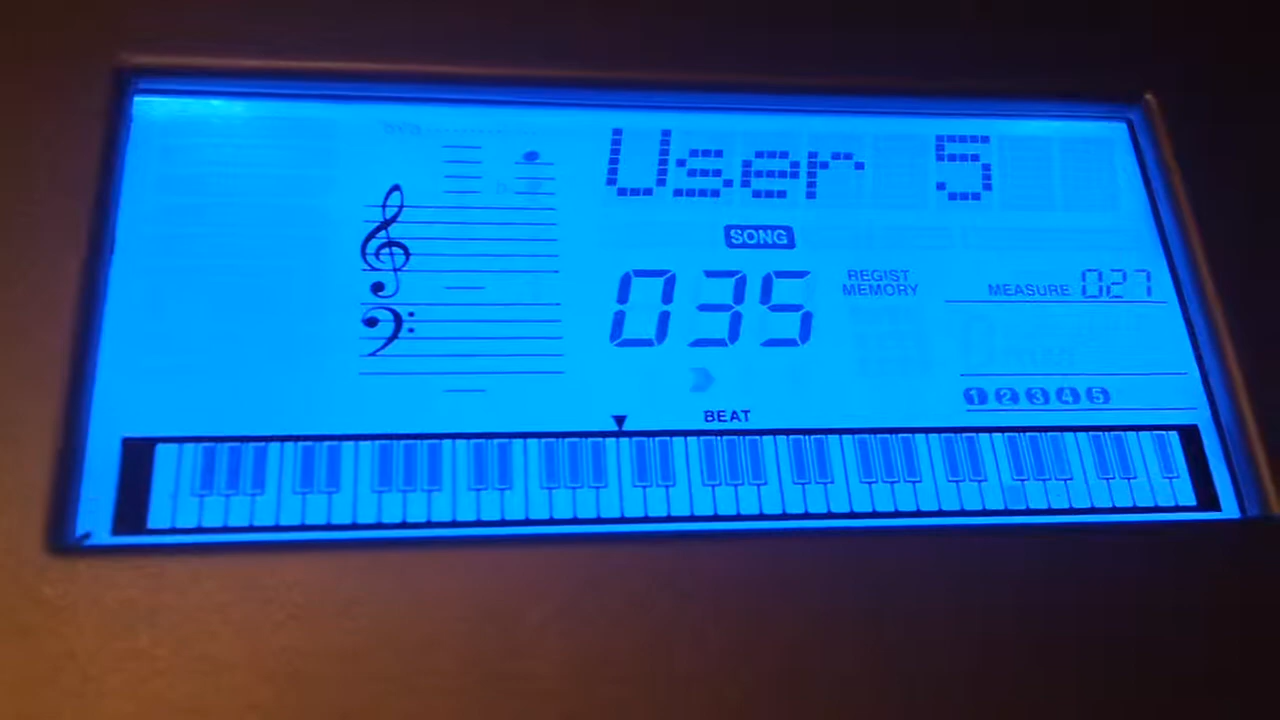 User 5
SONG
035
REGIST
MEMORY
MEASURE 027
1 2 3 4 5
BEAT